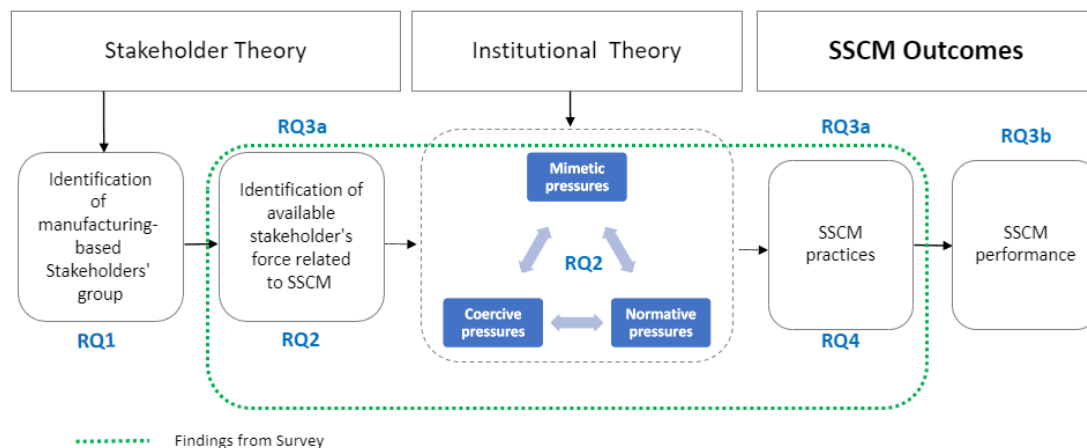 Stakeholder Theory
Institutional Theory
SSCM Outcomes
RQ3a
RQ3a
RQ3b
Identification
of
manufacturing-
based
Stakeholders'
group
Identification of
available
stakeholder's
force related
to SSCM
Mimetic
pressures
RQ2
Coercive
pressures
Normative
pressures
SSCM
practices
SSCM
performance
RQ1
RQ2
RQ4
Findings from Survey